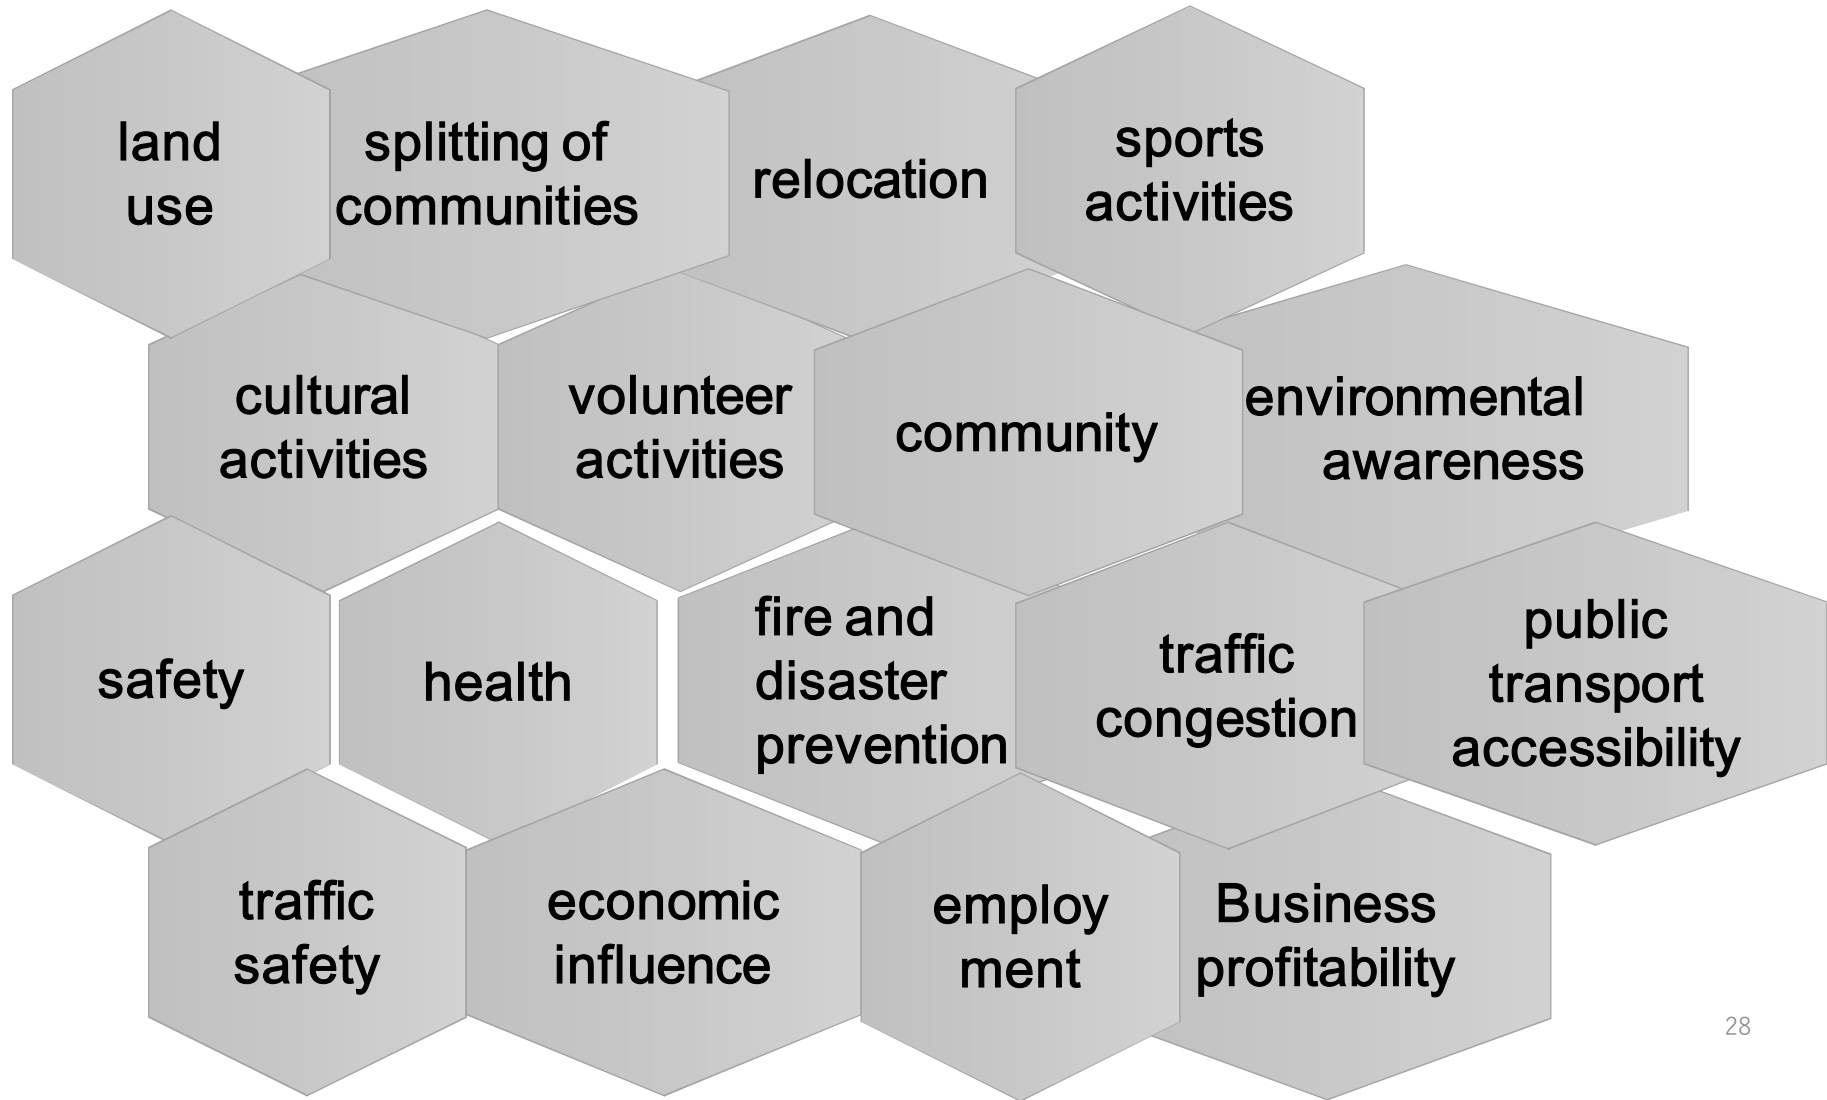 land
use
splitting of
communities
relocation
sports
activities
cultural
activities
volunteer
activities
community
environmental
awareness
safety
health
fire and
disaster
prevention
traffic
congestion
public
transport
accessibility
traffic
safety
economic
influence
employ
ment
Business
profitability
28